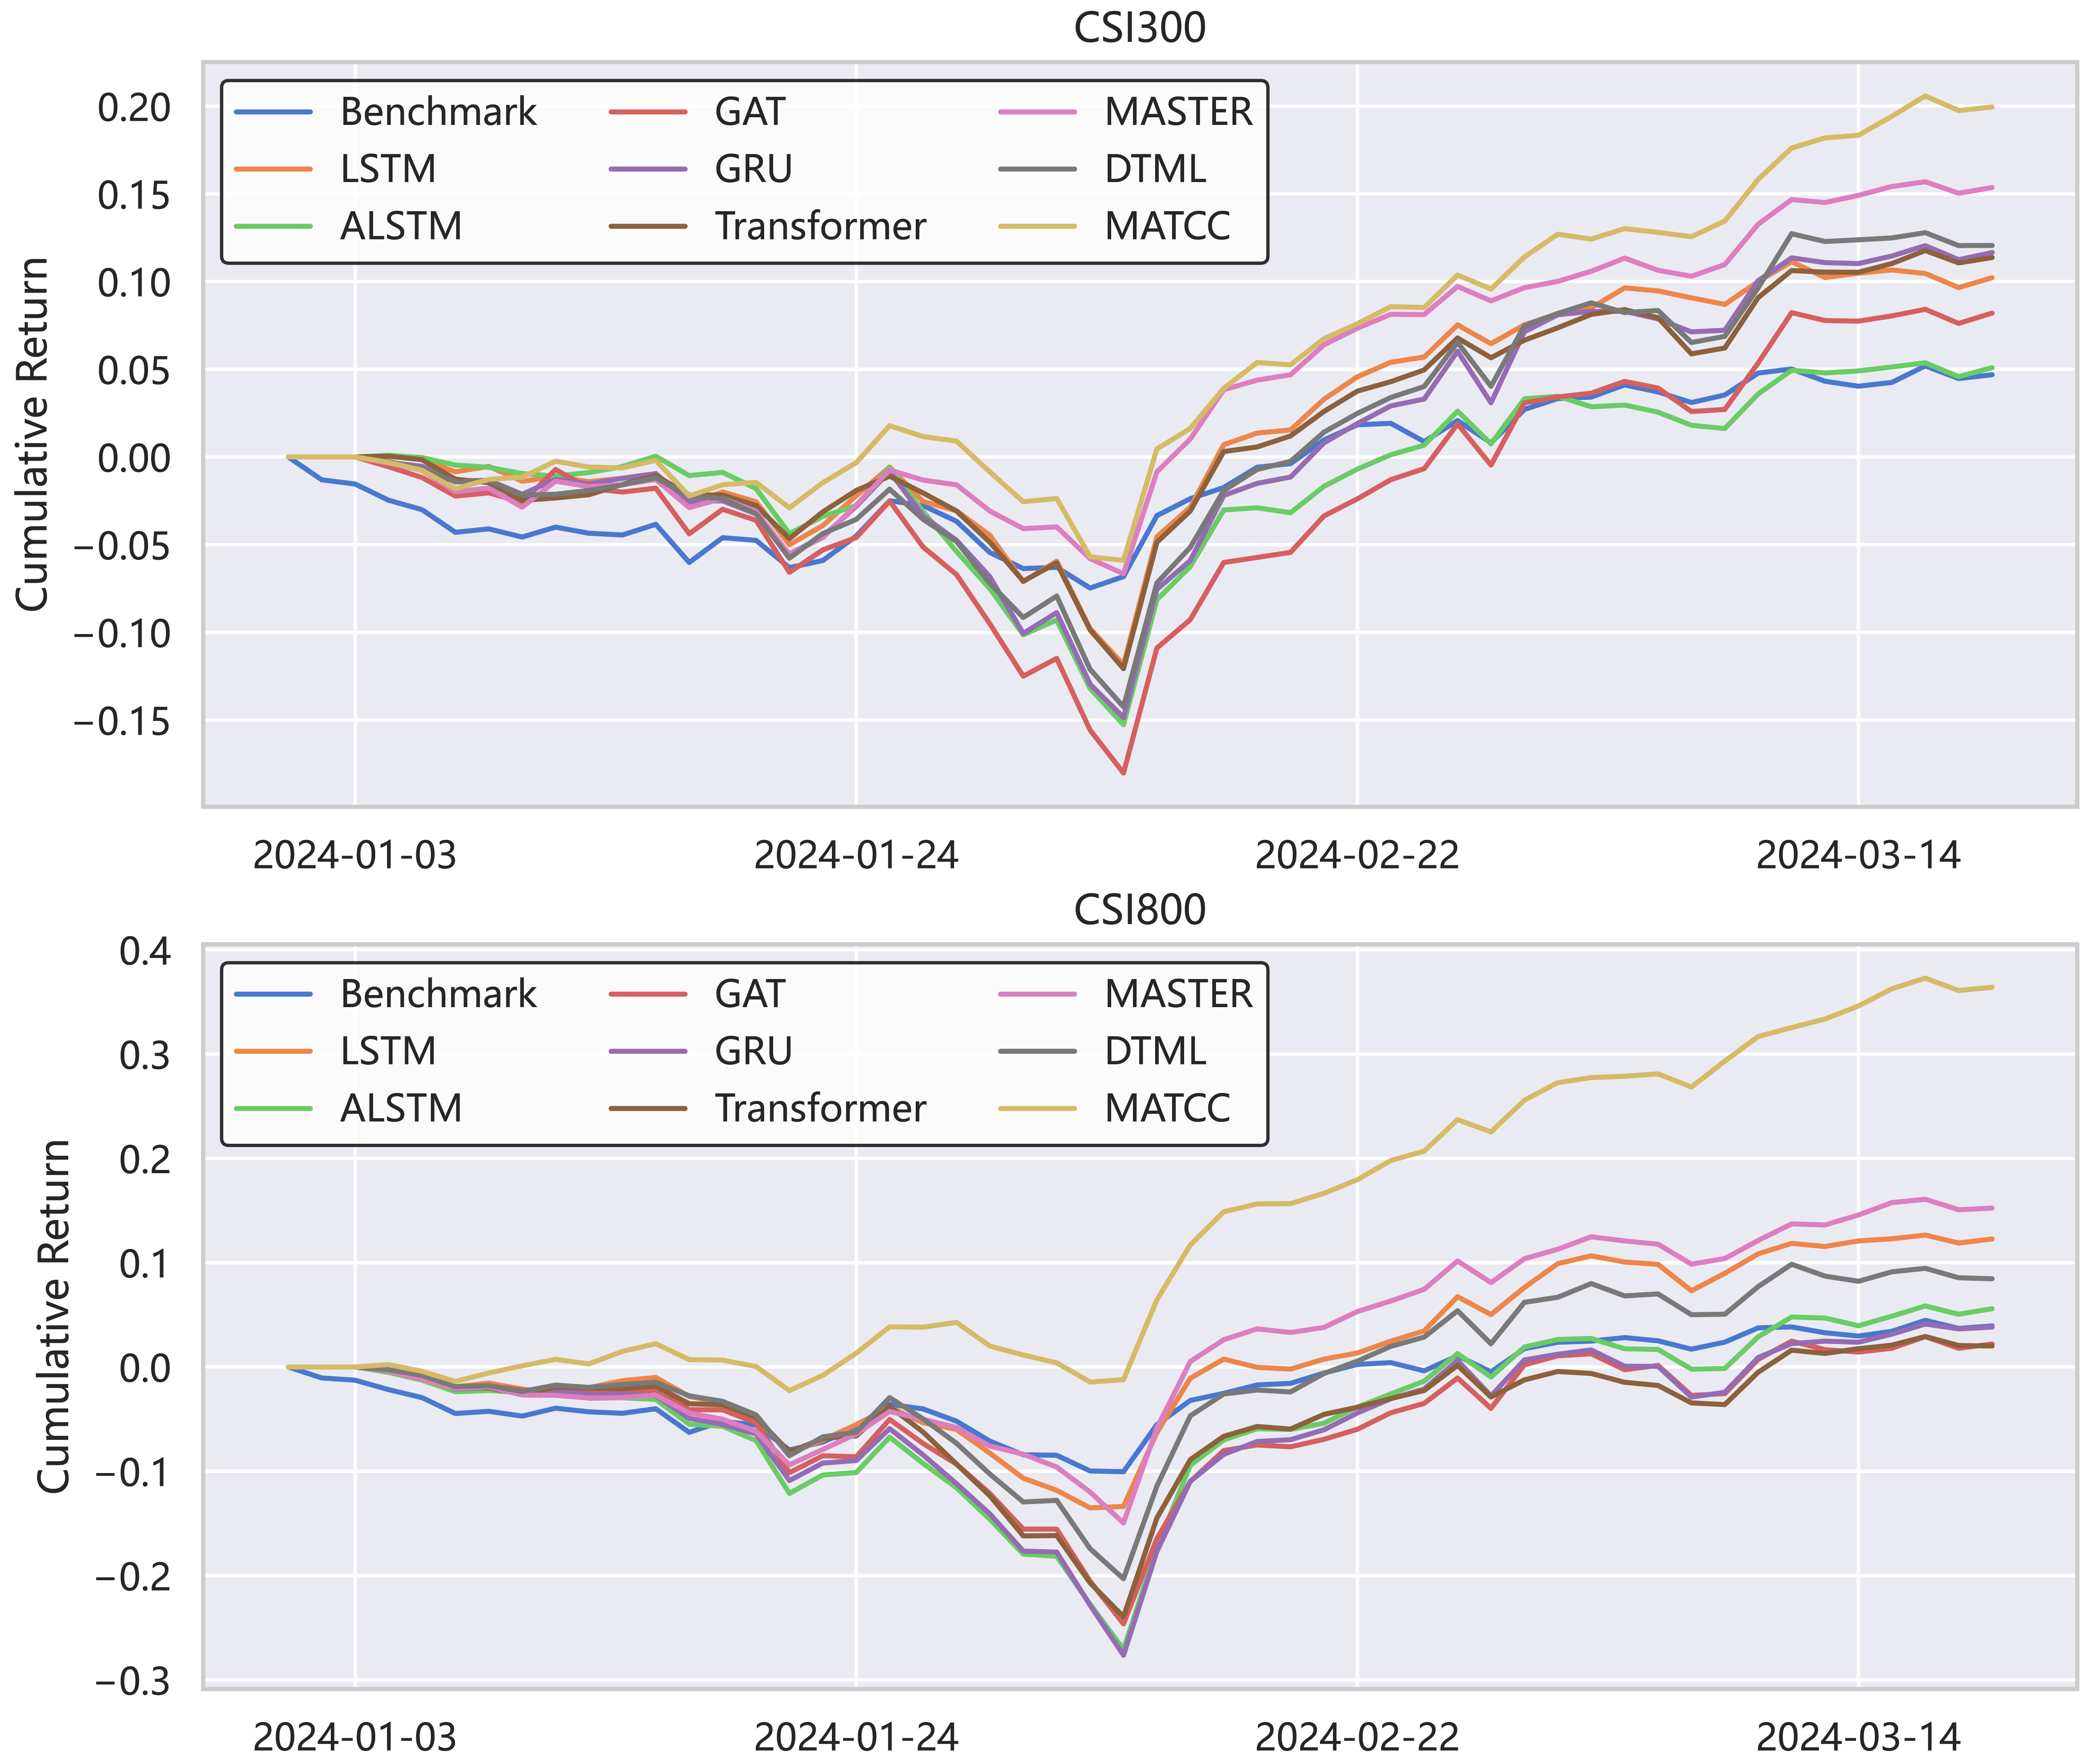 CSI300
Cumulative Return
0.20
0.15
0.10
0.05
0.00
−0.05
−0.10
−0.15
Benchmark GAT MASTER
LSTM GRU DTML
ALSTM Transformer MATCC
2024-01-03 2024-01-24 2024-02-22 2024-03-14
CSI800
Cumulative Return
0.4
0.3
0.2
0.1
0.0
−0.1
−0.2
−0.3
Benchmark GAT MASTER
LSTM GRU DTML
ALSTM Transformer MATCC
2024-01-03 2024-01-24 2024-02-22 2024-03-14